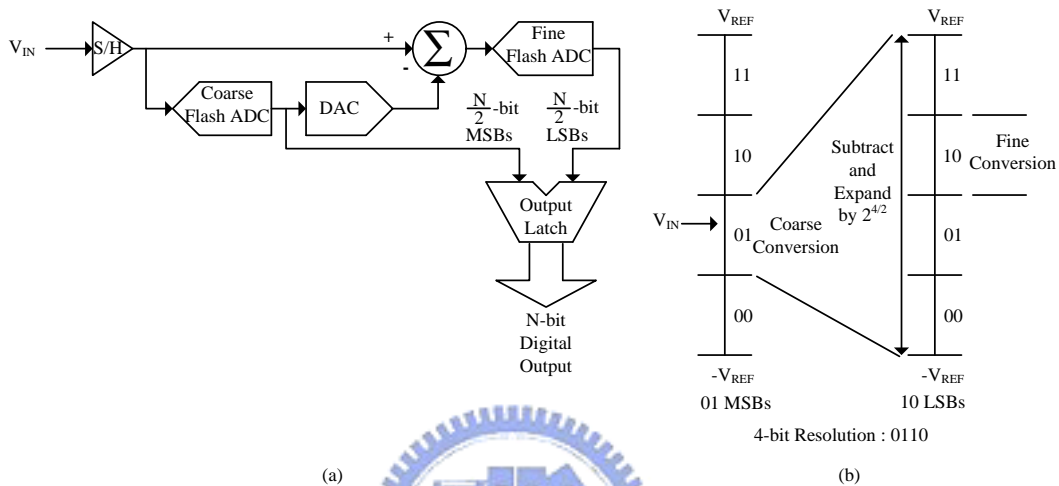 V_IN
S/H
+
-
Σ
Fine
Flash ADC
Coarse
Flash ADC
DAC
N/2-bit
MSBs
N/2-bit
LSBs
Output
Latch
N-bit
Digital
Output
(a)
V_REF
V_REF
11
10
01
00
V_IN
Coarse
Conversion
Subtract
and
Expand
by 2^4/2
11
10
01
00
Fine
Conversion
-V_REF
-V_REF
01 MSBs
10 LSBs
4-bit Resolution : 0110
(b)